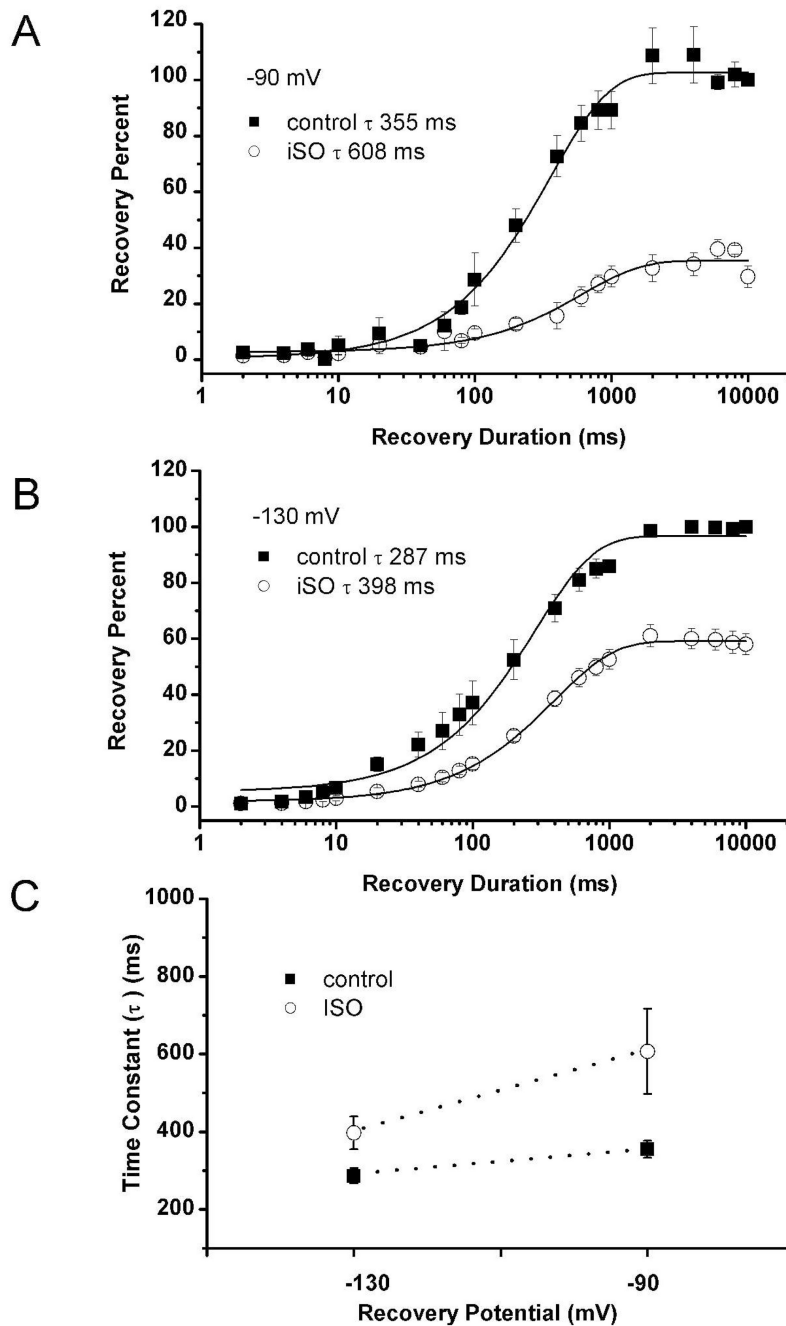 A
120
100
80
60
40
20
0
Recovery Percent
-90 mV
control τ 355 ms
iSO τ 608 ms
1 10 100 1000 10000
Recovery Duration (ms)
B
120
100
80
60
40
20
0
Recovery Percent
-130 mV
control τ 287 ms
iSO τ 398 ms
1 10 100 1000 10000
Recovery Duration (ms)
C
1000
800
600
400
200
Time Constant (τ) (ms)
control
ISO
-130 -90
Recovery Potential (mV)